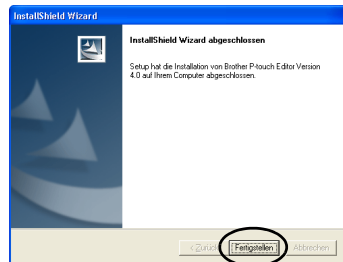 InstallShield Wizard
InstallShield Wizard abgeschlossen
Setup hat die Installation von Brother P-touch Editor Version
4.0 auf Ihrem Computer abgeschlossen.
< Zurück Fertigstellen Abbrechen